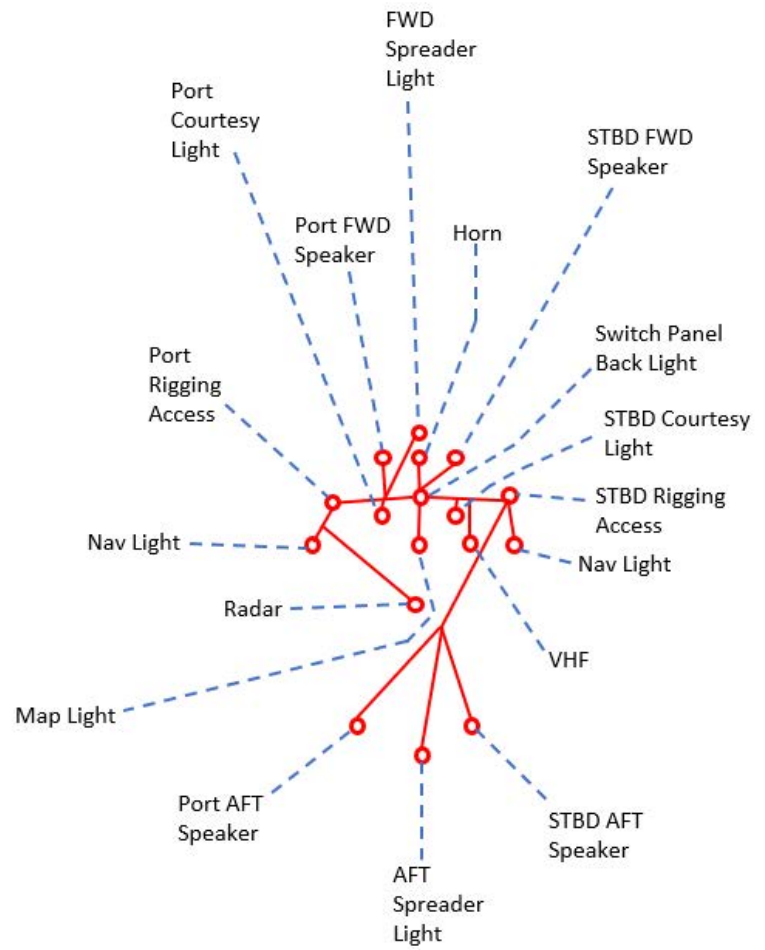 FWD
Spreader
Light
Port
Courtesy
Light
STBD FWD
Speaker
Port FWD
Speaker
Horn
Switch Panel
Back Light
Port
Rigging
Access
STBD Courtesy
Light
STBD Rigging
Access
Nav Light
Nav Light
Radar
VHF
Map Light
Port AFT
Speaker
STBD AFT
Speaker
AFT
Spreader
Light